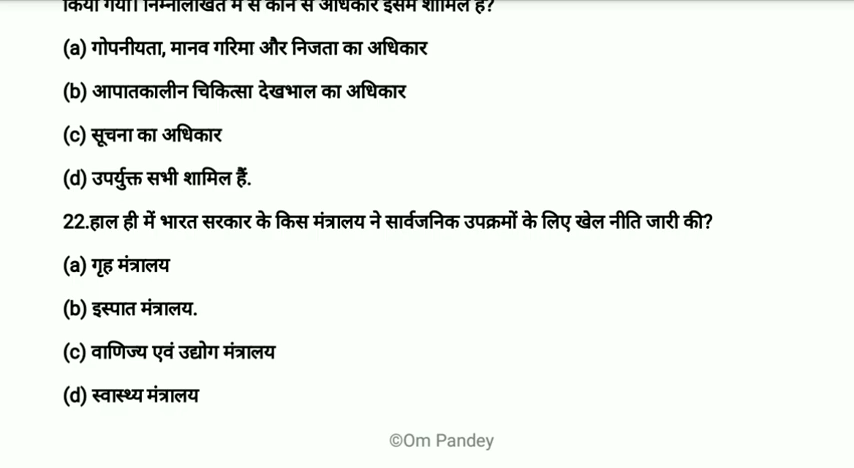 किया गया। निम्नलिखित में से कौन से अधिकार इसमें शामिल है?
(a) गोपनीयता, मानव गरिमा और निजता का अधिकार
(b) आपातकालीन चिकित्सा देखभाल का अधिकार
(c) सूचना का अधिकार
(d) उपर्युक्त सभी शामिल हैं.
22.हाल ही में भारत सरकार के किस मंत्रालय ने सार्वजनिक उपक्रमों के लिए खेल नीति जारी की?
(a) गृह मंत्रालय
(b) इस्पात मंत्रालय.
(c) वाणिज्य एवं उद्योग मंत्रालय
(d) स्वास्थ्य मंत्रालय
©Om Pandey